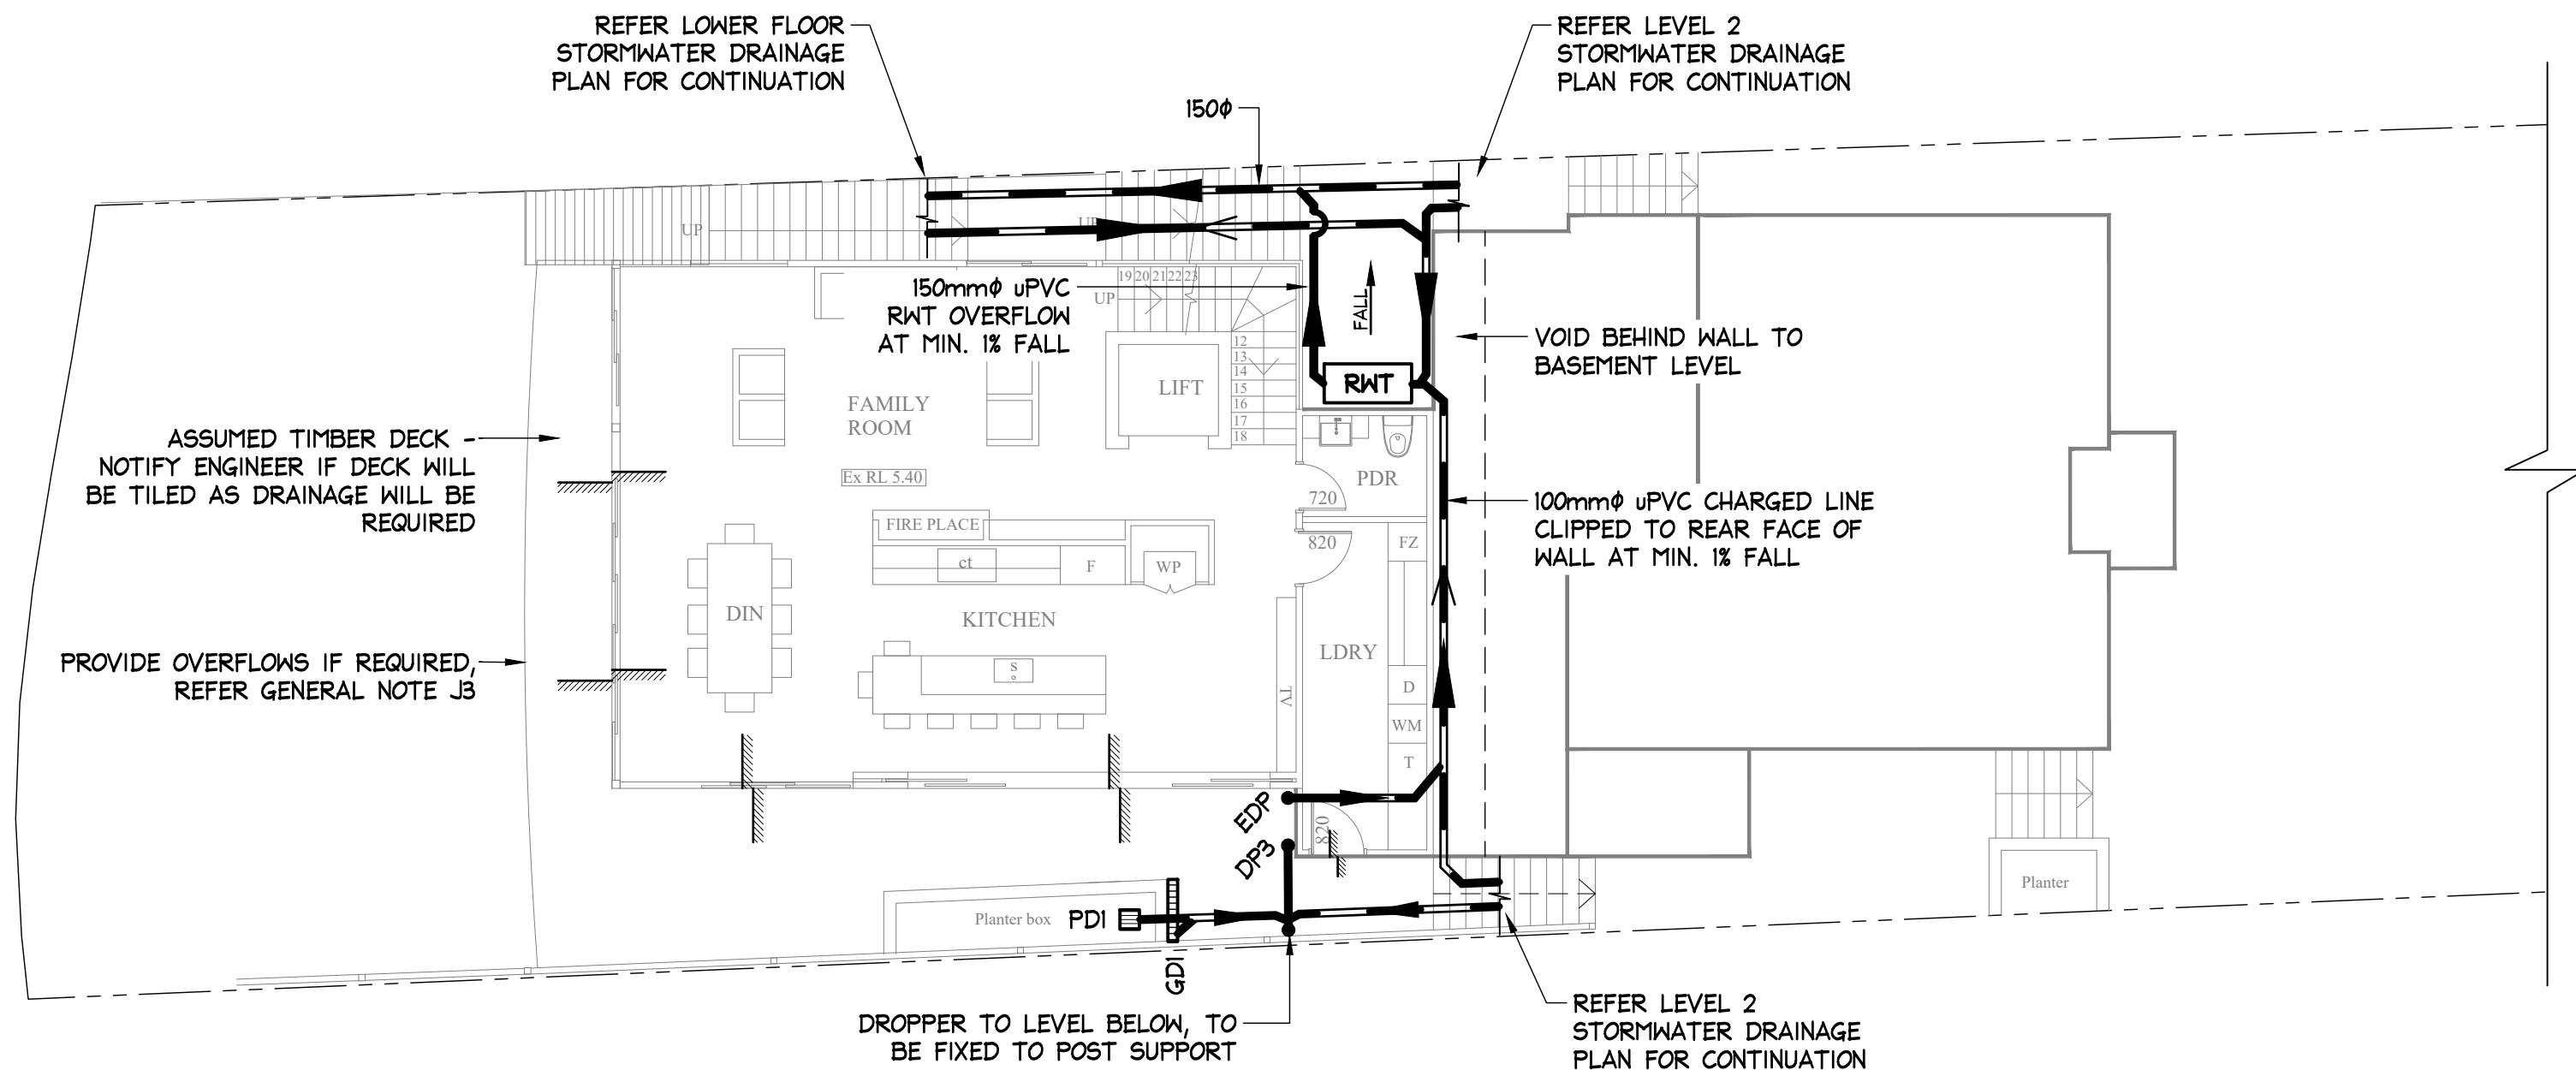 REFER LOWER FLOOR
STORMWATER DRAINAGE
PLAN FOR CONTINUATION
REFER LEVEL 2
STORMWATER DRAINAGE
PLAN FOR CONTINUATION
150ϕ
UP
UP
19 20 21 22 23
UP
150mmϕ uPVC
RWT OVERFLOW
AT MIN. 1% FALL
FALL
VOID BEHIND WALL TO
BASEMENT LEVEL
12
13
14
15
16
17
18
LIFT
RWT
FAMILY
ROOM
ASSUMED TIMBER DECK -
NOTIFY ENGINEER IF DECK WILL
BE TILED AS DRAINAGE WILL BE
REQUIRED
Ex RL 5.40
PDR
720
100mmϕ uPVC CHARGED LINE
CLIPPED TO REAR FACE OF
WALL AT MIN. 1% FALL
FIRE PLACE
820
FZ
ct
F
WP
DIN
KITCHEN
LDRY
PROVIDE OVERFLOWS IF REQUIRED,
REFER GENERAL NOTE J3
S
TV
D
WM
T
EDP
820
DP3
Planter
Planter box
PD1
GD1
DROPPER TO LEVEL BELOW, TO
BE FIXED TO POST SUPPORT
REFER LEVEL 2
STORMWATER DRAINAGE
PLAN FOR CONTINUATION